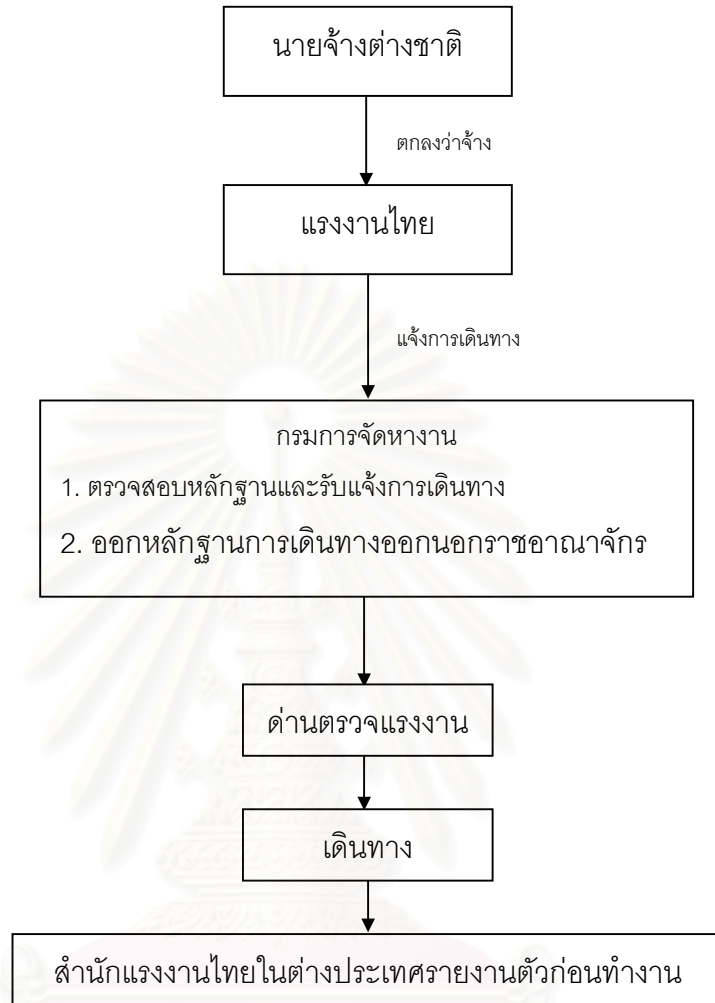 นายจ้างต่างชาติ
ตกลงว่าจ้าง
แรงงานไทย
แจ้งการเดินทาง
กรมการจัดหางาน
1. ตรวจสอบหลักฐานและรับแจ้งการเดินทาง
2. ออกหลักฐานการเดินทางออกนอกราชอาณาจักร
ด่านตรวจแรงงาน
เดินทาง
สำนักแรงงานไทยในต่างประเทศรายงานตัวก่อนทำงาน